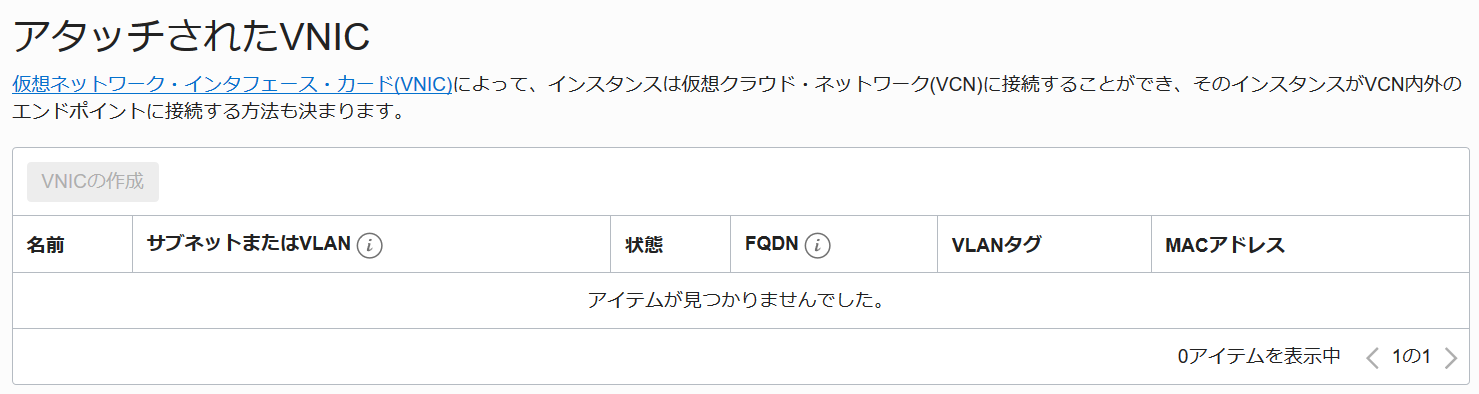 アタッチされたVNIC
仮想ネットワーク・インタフェース・カード(VNIC)によって、インスタンスは仮想クラウド・ネットワーク(VCN)に接続することができ、そのインスタンスがVCN内外の
エンドポイントに接続する方法も決まります。
VNICの作成
名前 サブネットまたはVLAN i 状態 FQDN i VLANタグ MACアドレス
アイテムが見つかりませんでした。
0アイテムを表示中 1の1